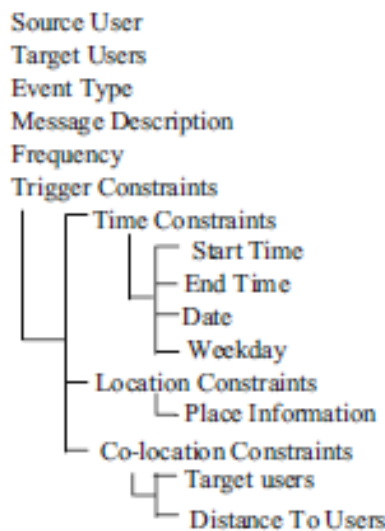 Source User
Target Users
Event Type
Message Description
Frequency
Trigger Constraints
Time Constraints
Start Time
End Time
Date
Weekday
Location Constraints
Place Information
Co-location Constraints
Target users
Distance To Users